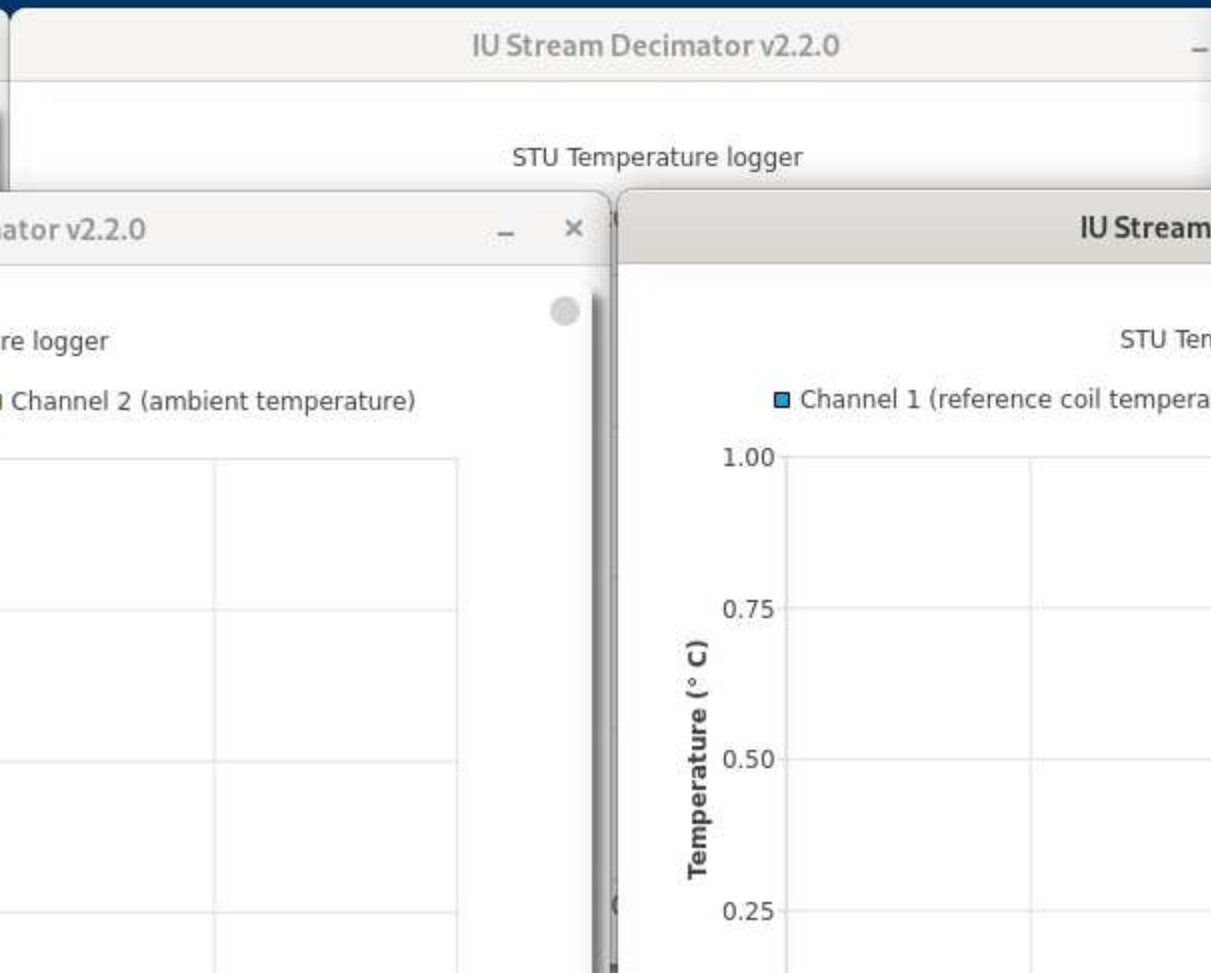 IU Stream Decimator v2.2.0
STU Temperature logger
ator v2.2.0
re logger
Channel 2 (ambient temperature)
IU Stream
STU Tem
Channel 1 (reference coil tempera
1.00
0.75
0.50
0.25
Temperature (° C)